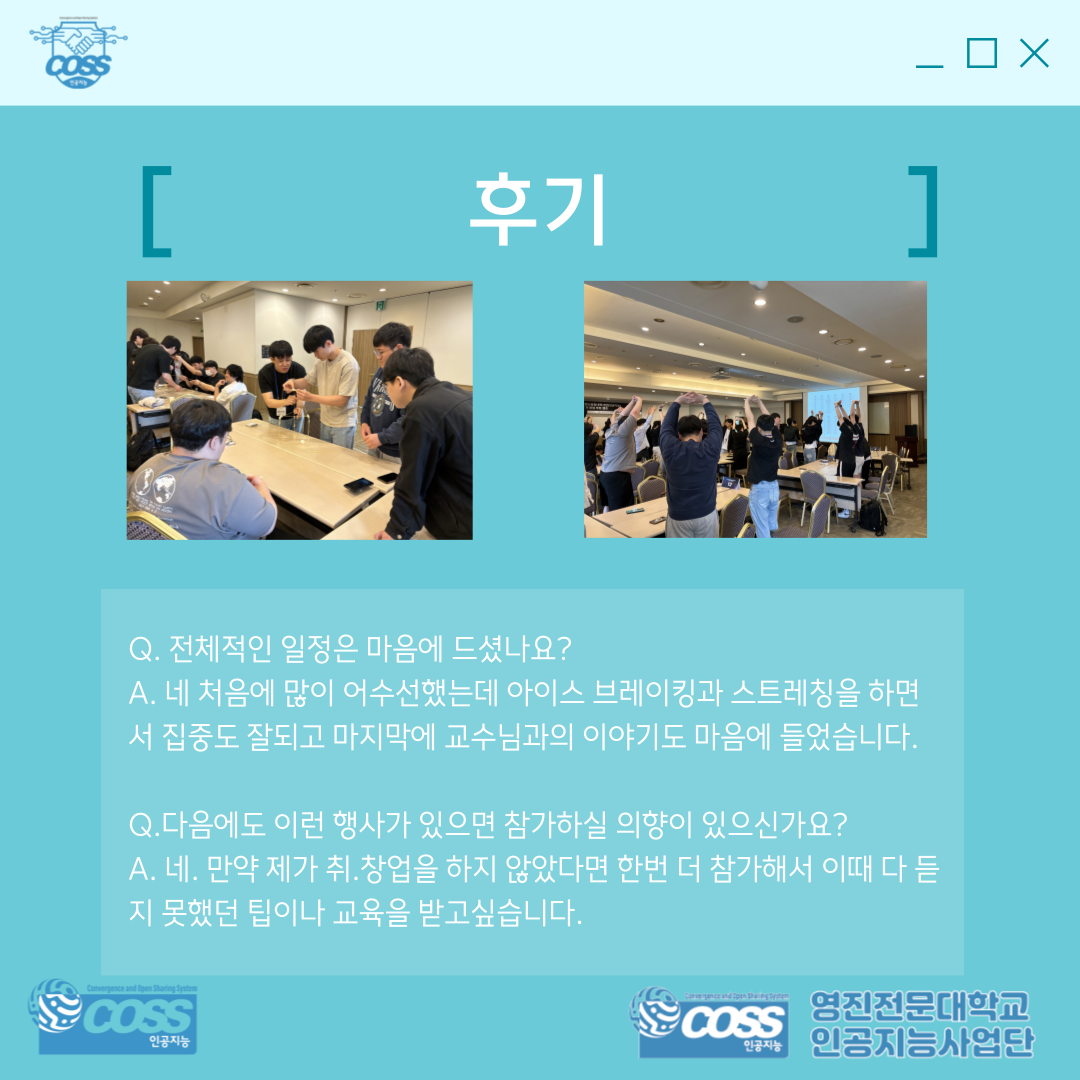 COSS
인공지능
[ 후기 ]
Q. 전체적인 일정은 마음에 드셨나요?
A. 네 처음에 많이 어수선했는데 아이스 브레이킹과 스트레칭을 하면
서 집중도 잘되고 마지막에 교수님과의 이야기도 마음에 들었습니다.
Q.다음에도 이런 행사가 있으면 참가하실 의향이 있으신가요?
A. 네. 만약 제가 취.창업을 하지 않았다면 한번 더 참가해서 이때 다 듣
지 못했던 팁이나 교육을 받고싶습니다.
Convergence and Open Sharing System
COSS
인공지능
Convergence and Open Sharing System
COSS
인공지능
영진전문대학교
인공지능사업단